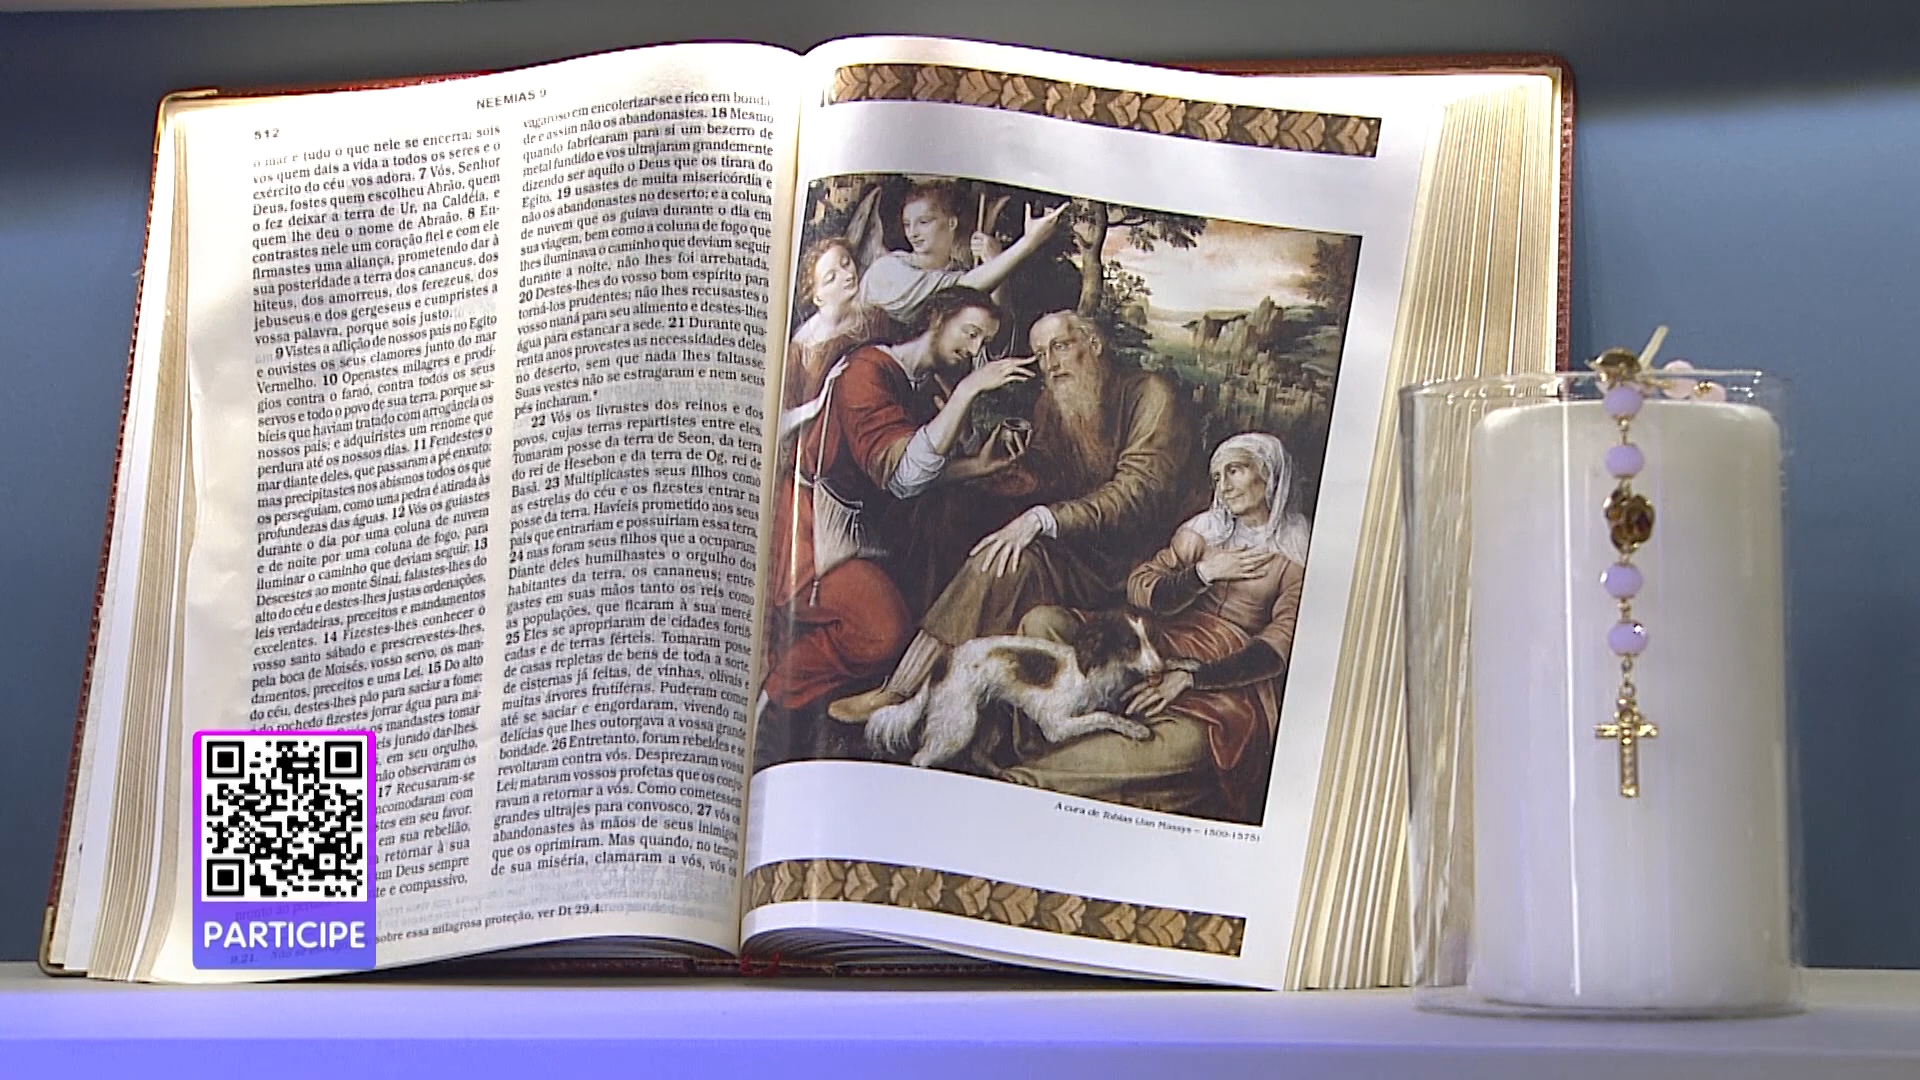 512
NEEMIAS 9
o mar e tudo o que nele se encerra; sois
vos quem dais a vida a todos os seres e o
exército do céu vos adora. 7 Vós, Senhor
Deus, fostes quem escolheu Abrão, quem
o fez deixar a terra de Ur, na Caldéia, e
quem lhe deu o nome de Abraão. 8 En-
contrastes nele um coração fiel e com ele
firmastes uma aliança, prometendo dar à
sua posteridade a terra dos cananeus, dos
hiteus, dos amorreus, dos ferezeus, dos
jebuseus e dos gergeseus e cumpristes a
vossa palavra, porque sois justo.
9 Vistes a aflição de nossos pais no Egito
e ouvistes os seus clamores junto do mar
Vermelho. 10 Operastes milagres e prodí-
gios contra o faraó, contra todos os seus
servos e todo o povo de sua terra, porque sa-
bíeis que haviam tratado com arrogância os
nossos pais; e adquiristes um renome que
perdura até os nossos dias. 11 Fendestes o
mar diante deles, que passaram a pé enxuto;
mas precipitastes nos abismos todos os que
os perseguiam, como uma pedra é atirada às
profundezas das águas. 12 Vós os guiastes
durante o dia por uma coluna de nuvem
e de noite por uma coluna de fogo, para
iluminar o caminho que deviam seguir. 13
Descestes ao monte Sinai, falastes-lhes do
alto do céu e destes-lhes justas ordenações,
leis verdadeiras, preceitos e mandamentos
excelentes. 14 Fizestes-lhes conhecer o
vosso santo sábado e prescrevestes-lhes,
pela boca de Moisés, vosso servo, os man-
damentos, preceitos e uma Lei. 15 Do alto
do céu, destes-lhes pão para saciar a fome;
do rochedo fizestes jorrar água para ma-
os mandastes tomar
eis jurado dar-lhes.
em seu orgulho,
não observaram os
17 Recusaram-se
ncomodaram com
stes em seu favor.
em sua rebelião,
retornar à sua
um Deus sempre
te e compassivo,
vagaroso em encolerizar-se e rico em bonda-
de e assim não os abandonastes. 18 Mesmo
quando fabricaram para si um bezerro de
metal fundido e vos ultrajaram grandemente
dizendo ser aquilo o Deus que os tirara do
Egito, 19 usastes de muita misericórdia e
não os abandonastes no deserto; e a coluna
de nuvem que os guiava durante o dia em
sua viagem, bem como a coluna de fogo que
lhes iluminava o caminho que deviam seguir
durante a noite, não lhes foi arrebatada.
20 Destes-lhes do vosso bom espírito para
torná-los prudentes; não lhes recusastes o
vosso maná para seu alimento e destes-lhes
água para estancar a sede. 21 Durante qua-
renta anos provestes as necessidades deles
no deserto, sem que nada lhes faltasse.
Suas vestes não se estragaram e nem seus
pés incharam.*
22 Vós os livrastes dos reinos e dos
povos, cujas terras repartistes entre eles.
Tomaram posse da terra de Seon, da terra
do rei de Hesebon e da terra de Og, rei de
Basã. 23 Multiplicastes seus filhos como
as estrelas do céu e os fizestes entrar na
posse da terra. Havíeis prometido aos seus
pais que entrariam e possuiriam essa terra,
24 mas foram seus filhos que a ocuparam.
Diante deles humilhastes o orgulho dos
habitantes da terra, os cananeus; entre-
gastes em suas mãos tanto os reis como
as populações, que ficaram à sua mercê.
25 Eles se apropriaram de cidades fortifi-
cadas e de terras férteis. Tomaram posse
de casas repletas de bens de toda a sorte,
de cisternas já feitas, de vinhas, olivais e
muitas árvores frutíferas. Puderam comer
até se saciar e engordaram, vivendo nas
delícias que lhes outorgava a vossa grande
bondade. 26 Entretanto, foram rebeldes e se
revoltaram contra vós. Desprezaram vossa
Lei; mataram vossos profetas que os conju-
ravam a retornar a vós. Como cometessem
grandes ultrajes para convosco, 27 vós os
abandonastes às mãos de seus inimigos,
que os oprimiram. Mas quando, no tempo
de sua miséria, clamaram a vós, vós os
sobre essa milagrosa proteção, ver Dt 29,4.
A cura de Tobias (Jan Massys – 1500-1575)
PARTICIPE